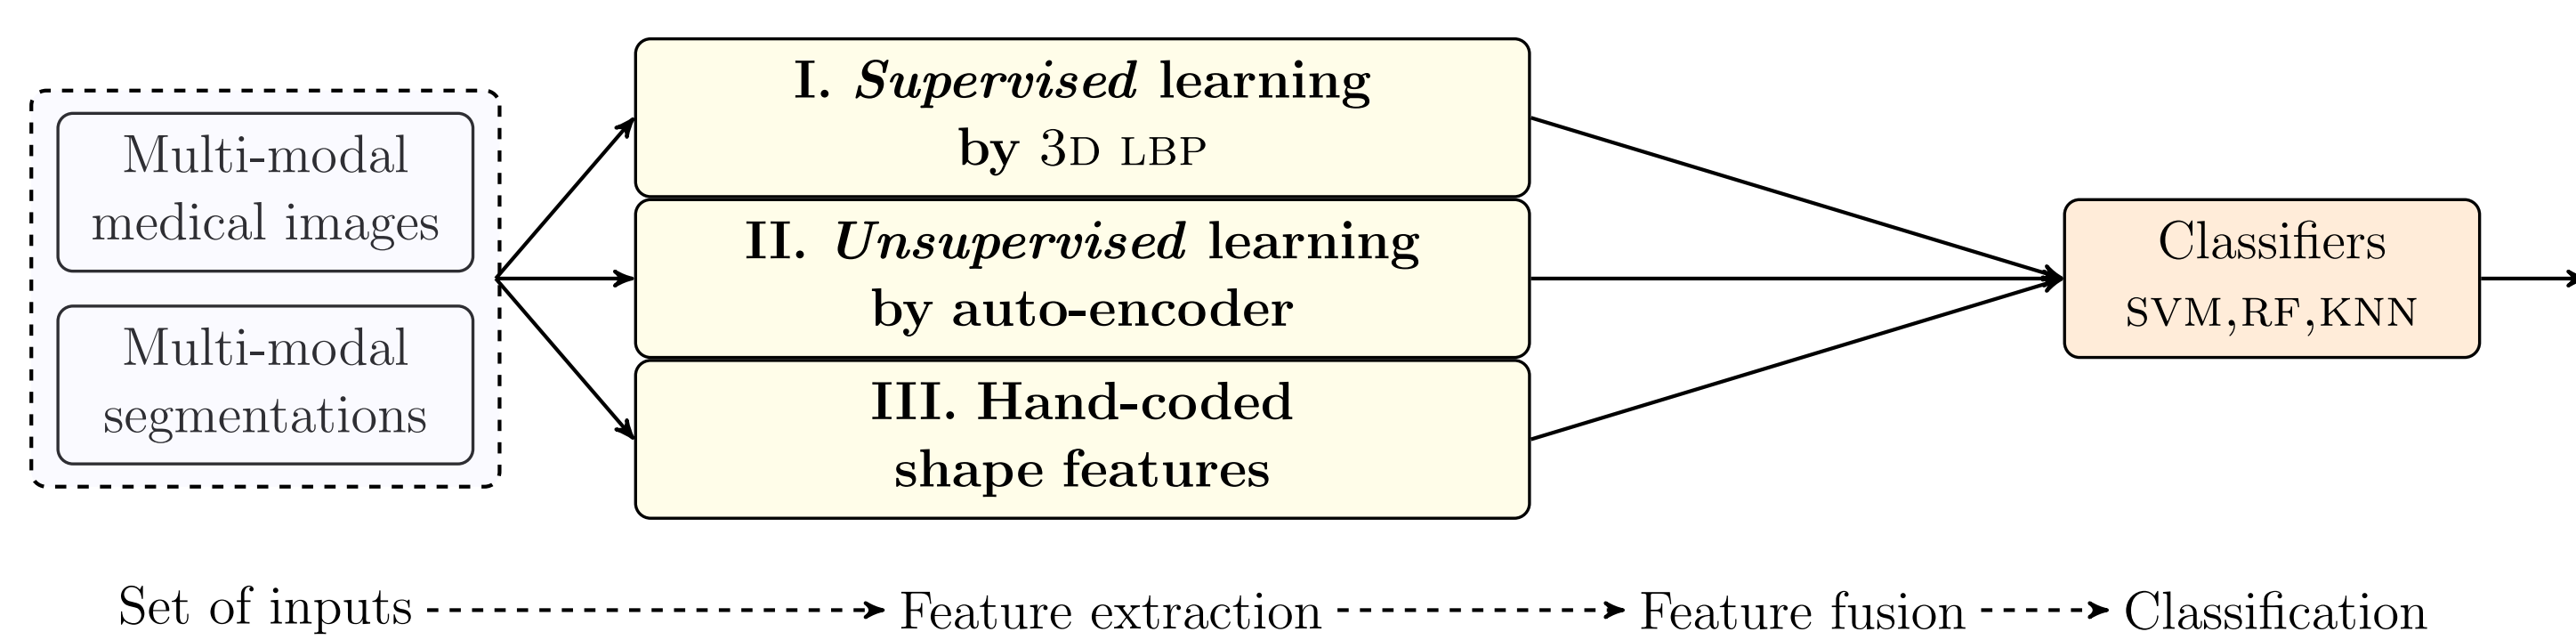 Multi-modal
medical images
Multi-modal
segmentations
I. Supervised learning
by 3D LBP
II. Unsupervised learning
by auto-encoder
III. Hand-coded
shape features
Classifiers
SVM,RF,KNN
Set of inputs
Feature extraction
Feature fusion
Classification